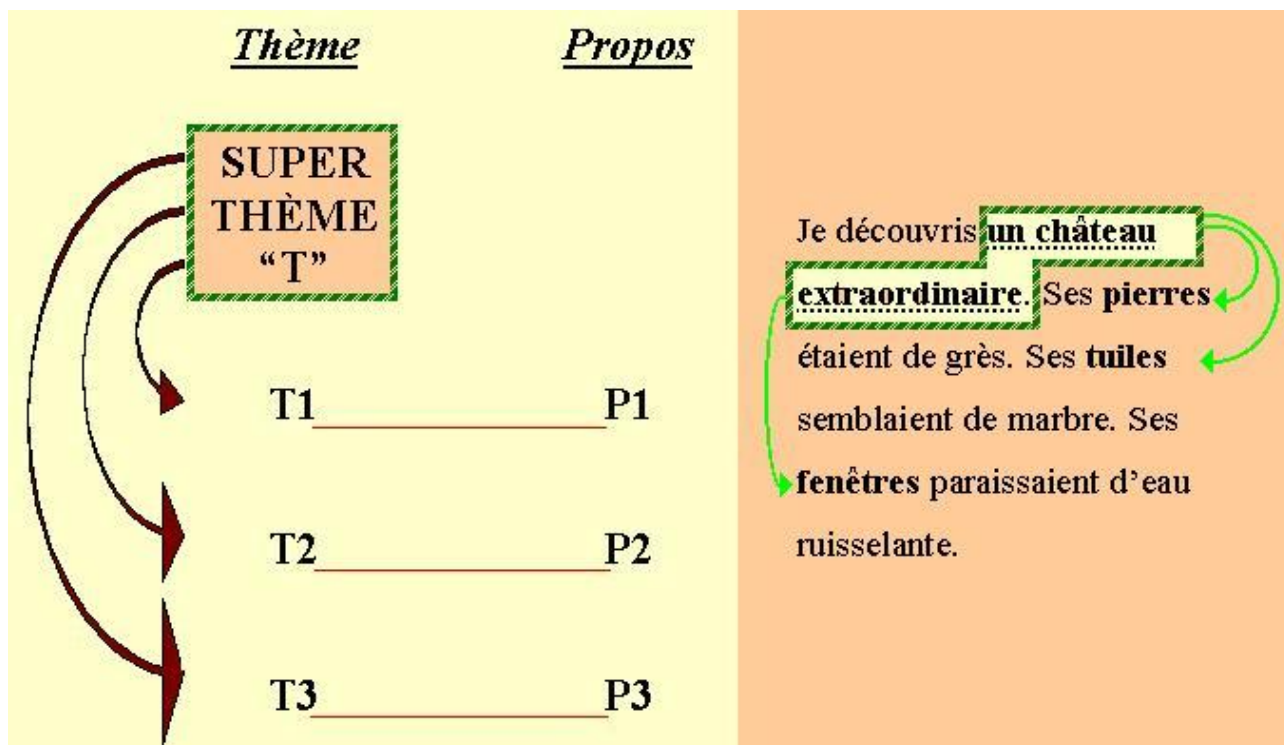 Thème Propos
SUPER
THÈME
“T”
T1 P1
T2 P2
T3 P3
Je découvris un château
extraordinaire. Ses pierres
étaient de grès. Ses tuiles
semblaient de marbre. Ses
fenêtres paraissaient d’eau
ruisselante.